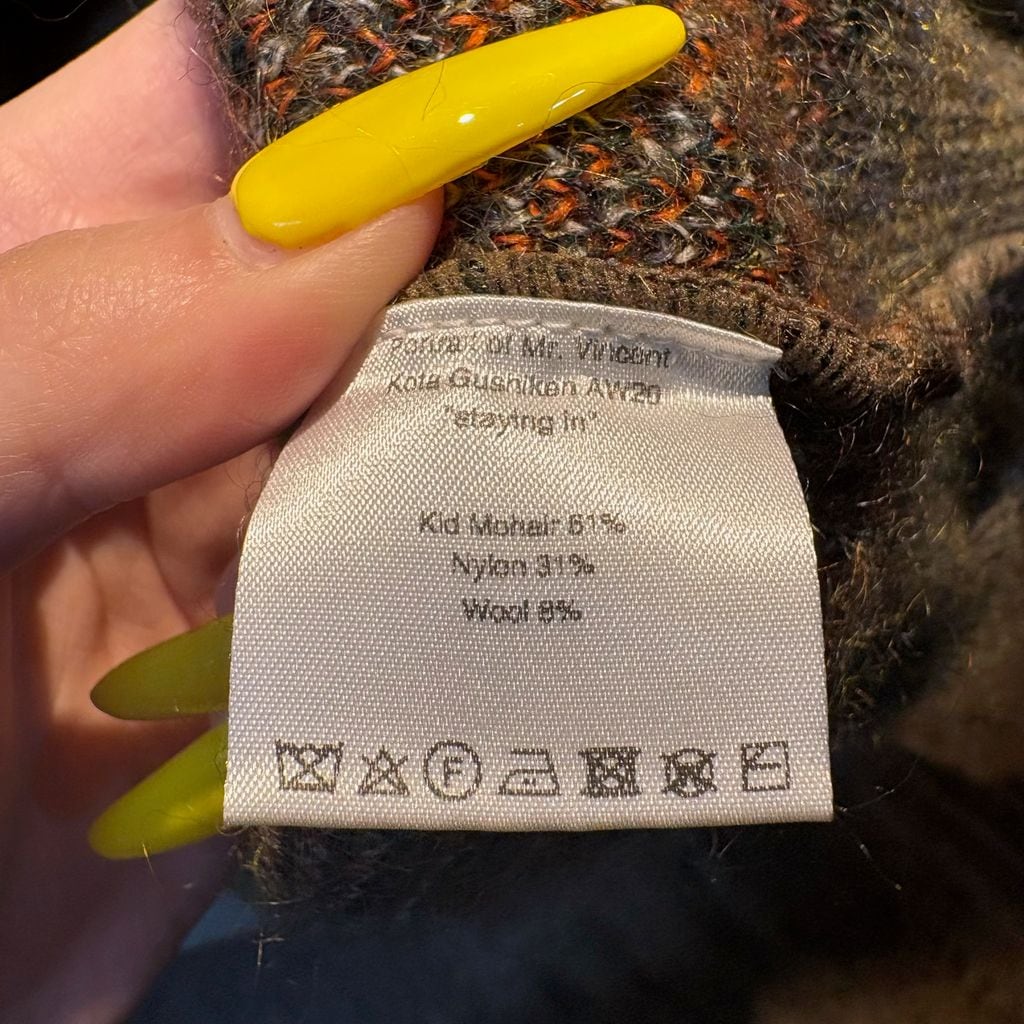 Portrait of Mr. Vincent
Kota Gushiken AW20
"staying in"
Kid Mohair 61%
Nylon 31%
Wool 8%
F